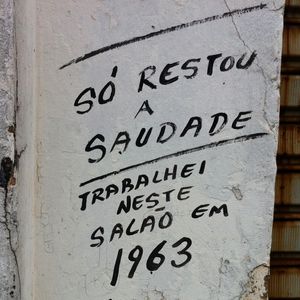 SÓ RESTOU
A
SAUDADE
TRABALHEI
NESTE
SALÃO EM
1963